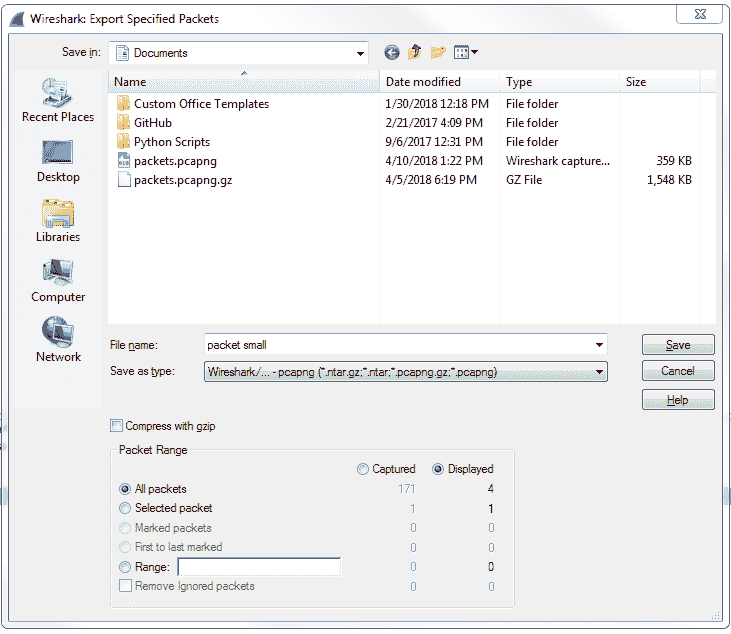 Wireshark: Export Specified Packets
Save in: Documents
Name Date modified Type Size
Recent Places
Desktop
Libraries
Computer
Network
Custom Office Templates 1/30/2018 12:18 PM File folder
GitHub 2/21/2017 4:09 PM File folder
Python Scripts 9/6/2017 12:31 PM File folder
packets.pcapng 4/10/2018 1:22 PM Wireshark capture... 359 KB
packets.pcapng.gz 4/5/2018 6:19 PM GZ File 1,548 KB
File name: packet small Save
Save as type: Wireshark/... - pcapng (*.ntar.gz;*.ntar;*.pcapng.gz;*.pcapng) Cancel
Help
Compress with gzip
Packet Range
Captured Displayed
All packets 171 4
Selected packet 1 1
Marked packets 0 0
First to last marked 0 0
Range: 0 0
Remove Ignored packets 0 0